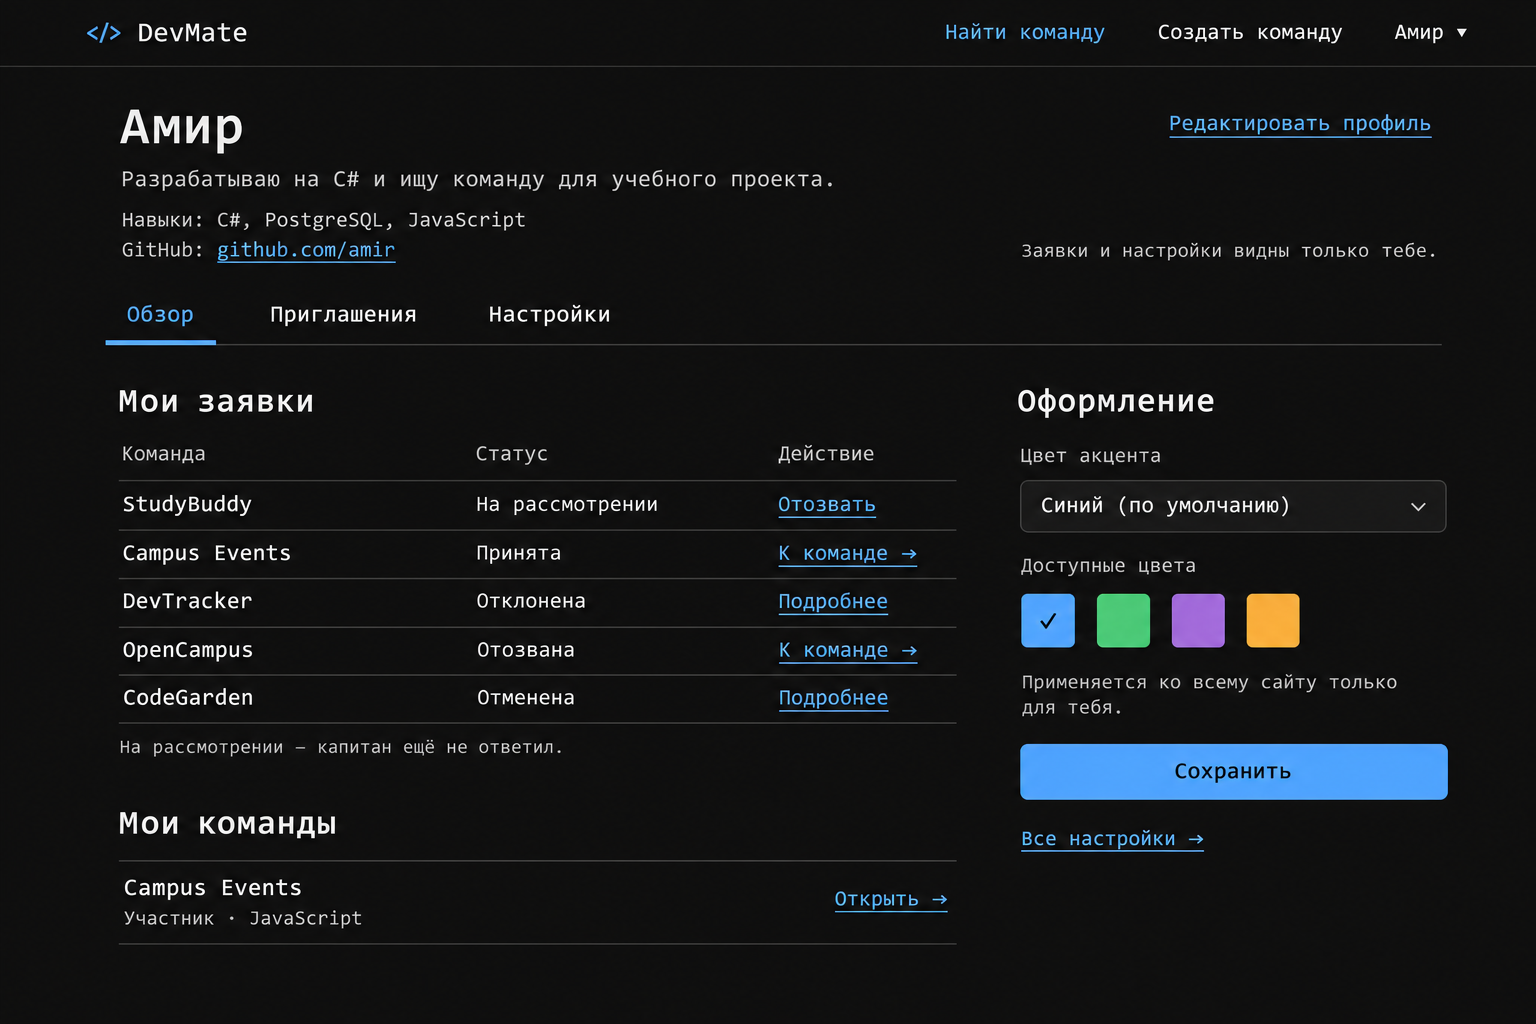 </> DevMate
Найти команду
Создать команду
Амир ▼
Амир
Редактировать профиль
Разрабатываю на C# и ищу команду для учебного проекта.
Навыки: C#, PostgreSQL, JavaScript
GitHub: github.com/amir
Заявки и настройки видны только тебе.
Обзор
Приглашения
Настройки
Мои заявки
Команда Статус Действие
StudyBuddy На рассмотрении Отозвать
Campus Events Принята К команде →
DevTracker Отклонена Подробнее
OpenCampus Отозвана К команде →
CodeGarden Отменена Подробнее
На рассмотрении — капитан ещё не ответил.
Мои команды
Campus Events
Участник · JavaScript
Открыть →
Оформление
Цвет акцента
Синий (по умолчанию)
Доступные цвета
Применяется ко всему сайту только
для тебя.
Сохранить
Все настройки →